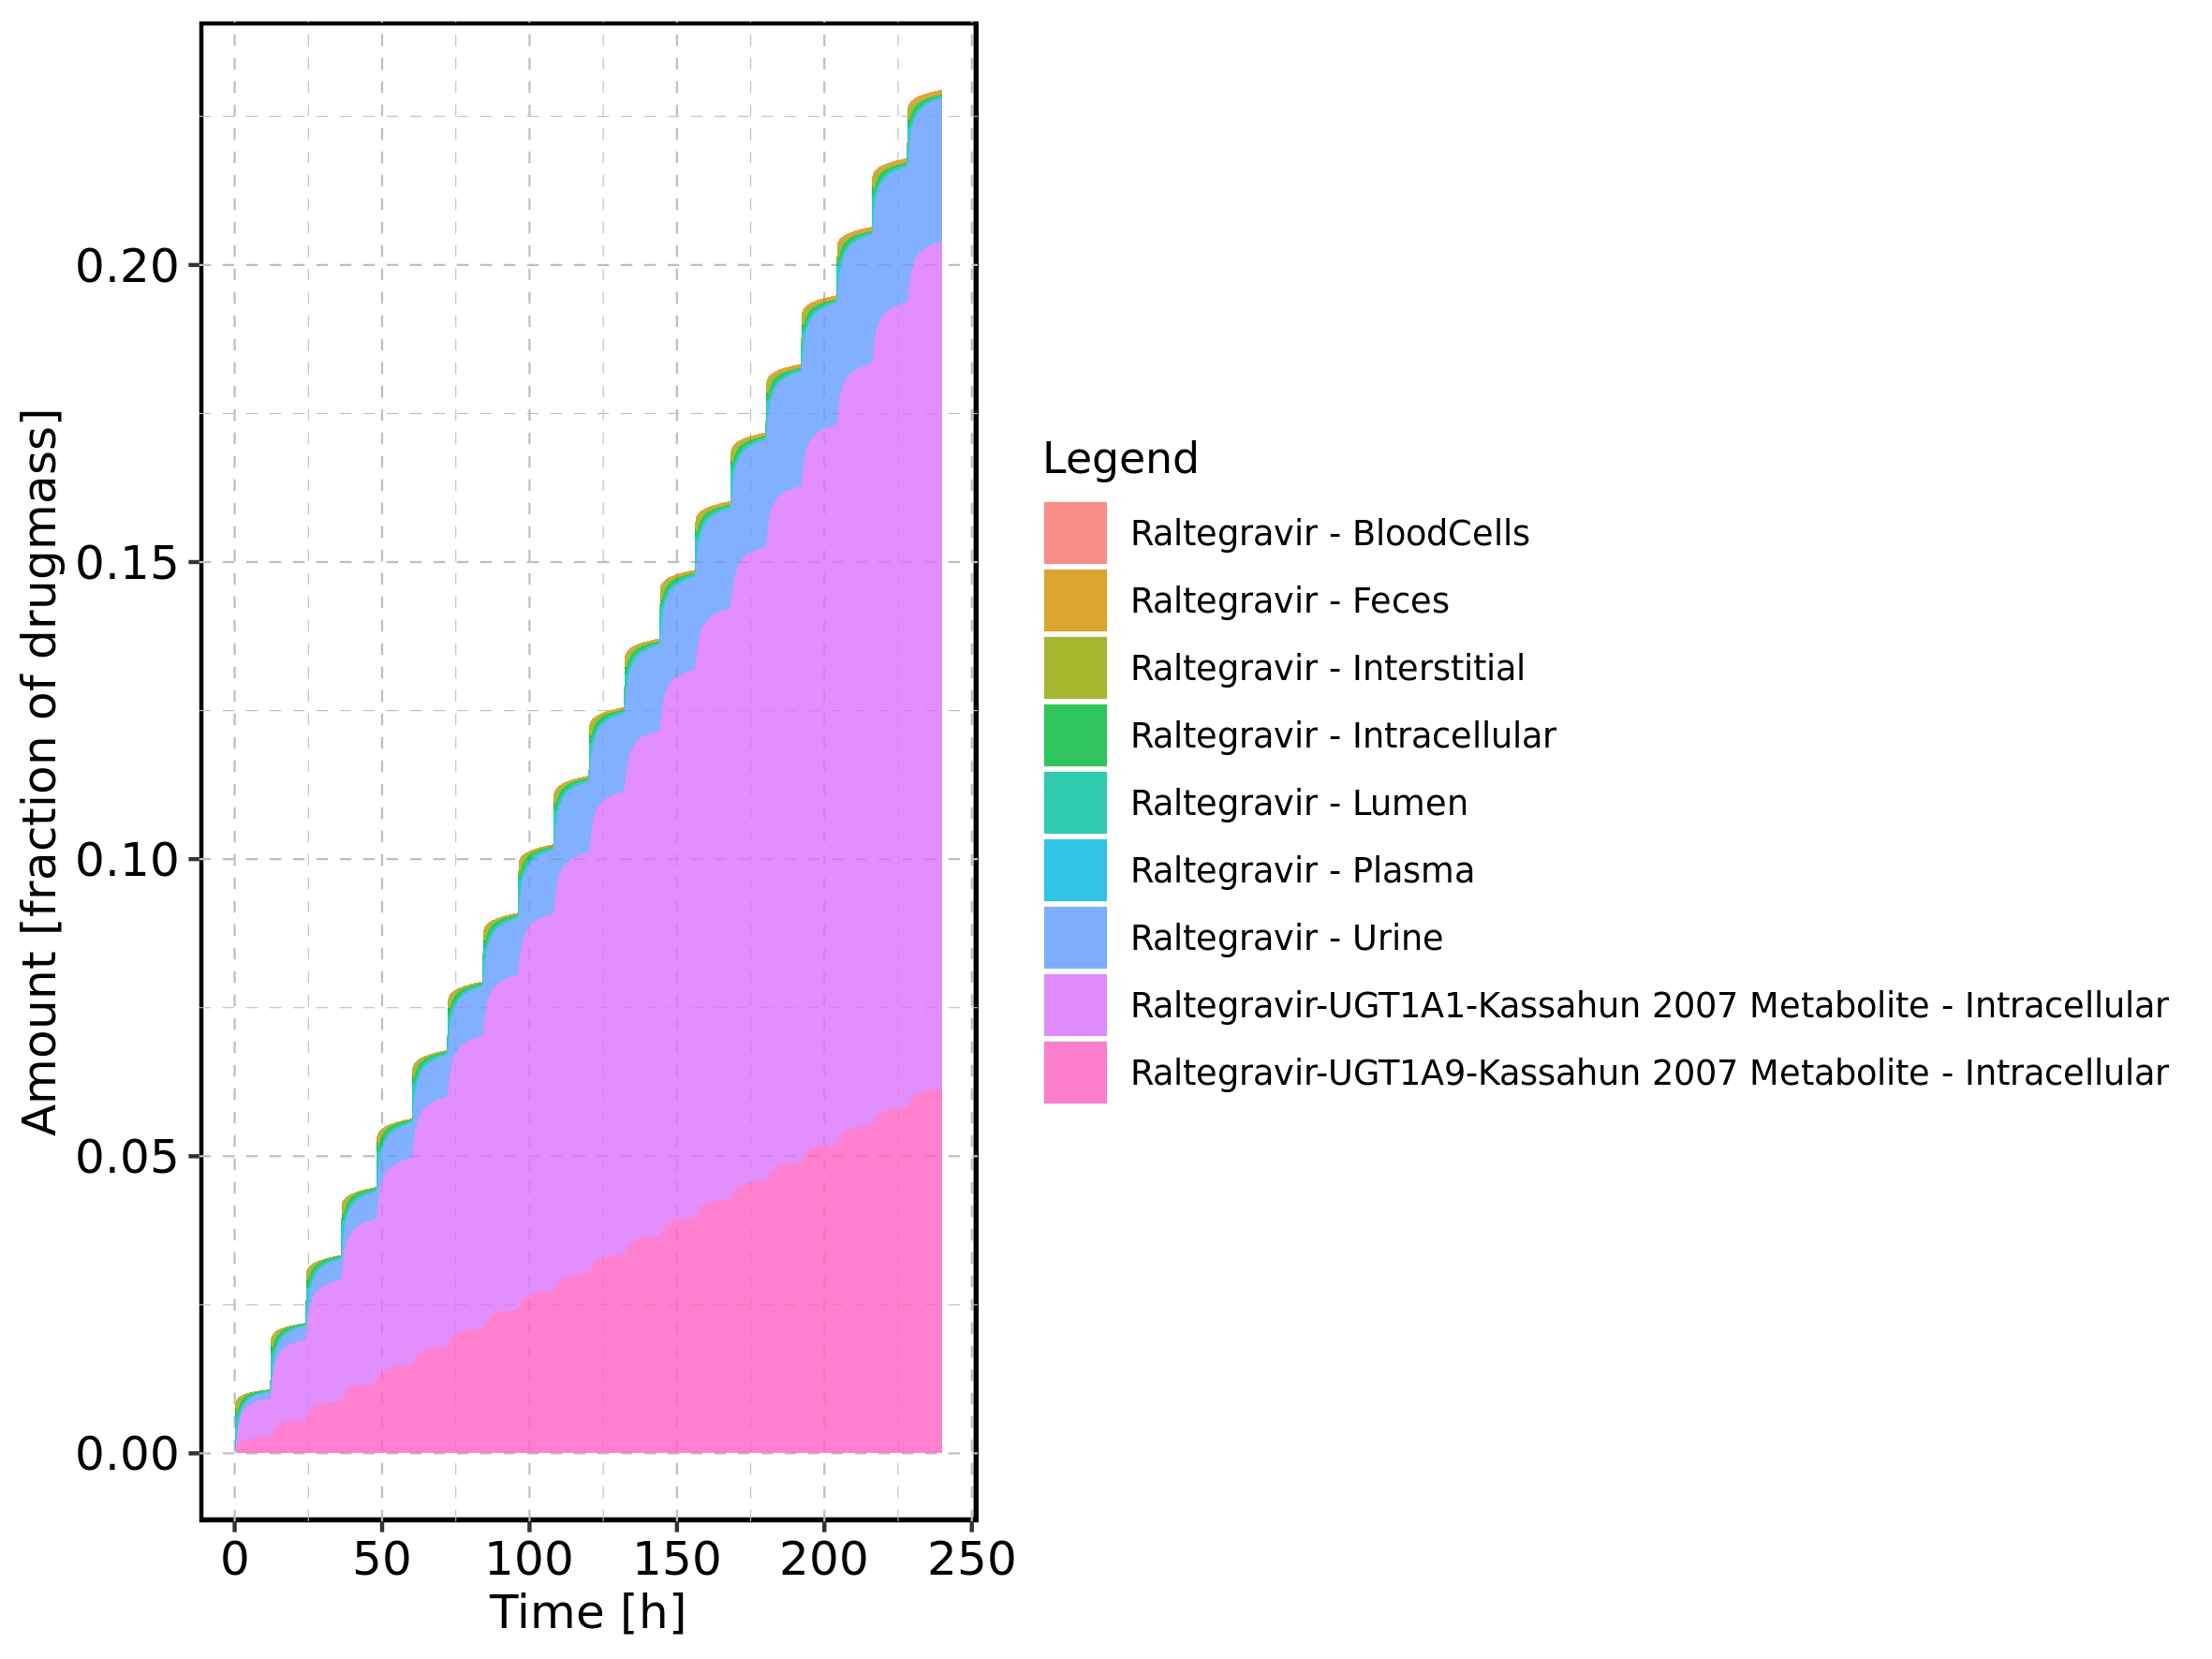 Amount [fraction of drugmass]
0.20
0.15
0.10
0.05
0.00
0 50 100 150 200 250
Time [h]
Legend
Raltegravir - BloodCells
Raltegravir - Feces
Raltegravir - Interstitial
Raltegravir - Intracellular
Raltegravir - Lumen
Raltegravir - Plasma
Raltegravir - Urine
Raltegravir-UGT1A1-Kassahun 2007 Metabolite - Intracellular
Raltegravir-UGT1A9-Kassahun 2007 Metabolite - Intracellular